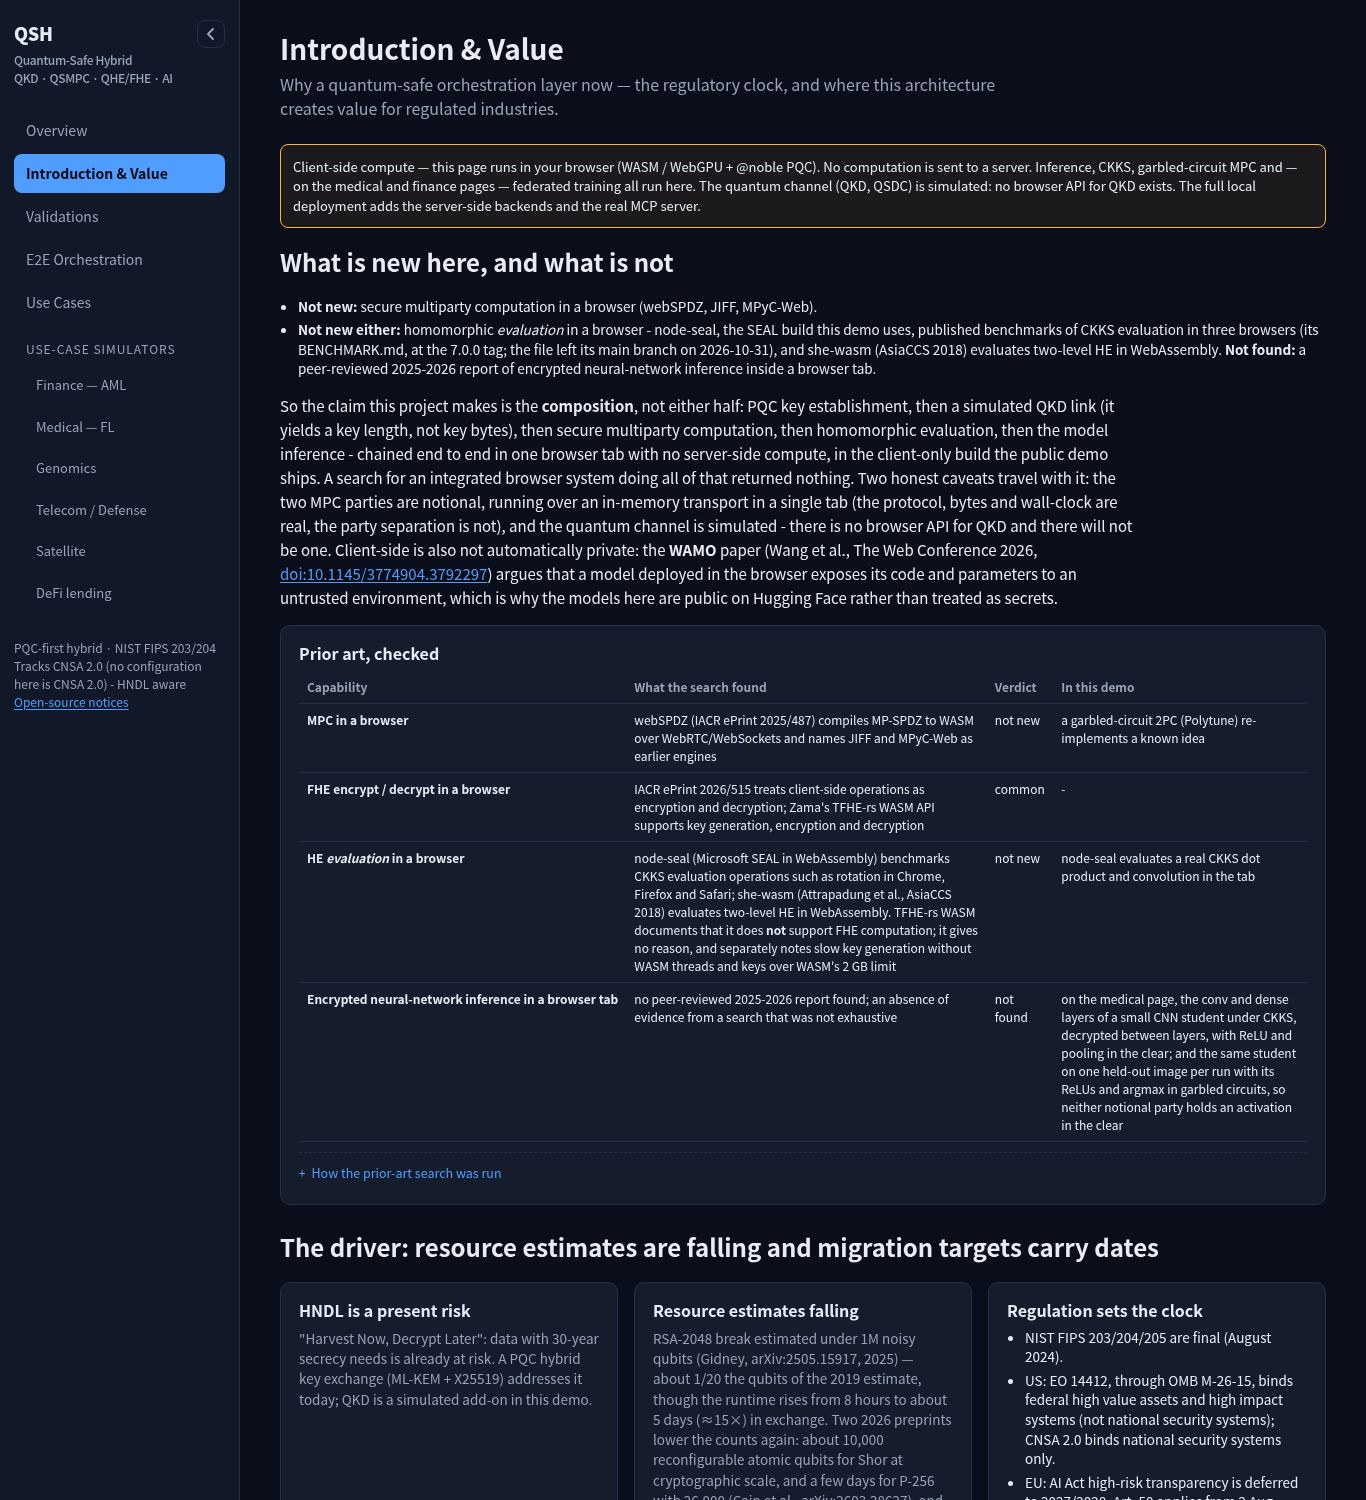 QSH
Quantum-Safe Hybrid
QKD · QSMPC · QHE/FHE · AI
Overview
Introduction & Value
Validations
E2E Orchestration
Use Cases
USE-CASE SIMULATORS
Finance — AML
Medical — FL
Genomics
Telecom / Defense
Satellite
DeFi lending
PQC-first hybrid · NIST FIPS 203/204
Tracks CNSA 2.0 (no configuration
here is CNSA 2.0) - HNDL aware
Open-source notices
Introduction & Value
Why a quantum-safe orchestration layer now — the regulatory clock, and where this architecture
creates value for regulated industries.
Client-side compute — this page runs in your browser (WASM / WebGPU + @noble PQC). No computation is sent to a server. Inference, CKKS, garbled-circuit MPC and —
on the medical and finance pages — federated training all run here. The quantum channel (QKD, QSDC) is simulated: no browser API for QKD exists. The full local
deployment adds the server-side backends and the real MCP server.
What is new here, and what is not
• Not new: secure multiparty computation in a browser (webSPDZ, JIFF, MPyC-Web).
• Not new either: homomorphic evaluation in a browser - node-seal, the SEAL build this demo uses, published benchmarks of CKKS evaluation in three browsers (its
BENCHMARK.md, at the 7.0.0 tag; the file left its main branch on 2026-10-31), and she-wasm (AsiaCCS 2018) evaluates two-level HE in WebAssembly. Not found: a
peer-reviewed 2025-2026 report of encrypted neural-network inference inside a browser tab.
So the claim this project makes is the composition, not either half: PQC key establishment, then a simulated QKD link (it
yields a key length, not key bytes), then secure multiparty computation, then homomorphic evaluation, then the model
inference - chained end to end in one browser tab with no server-side compute, in the client-only build the public demo
ships. A search for an integrated browser system doing all of that returned nothing. Two honest caveats travel with it: the
two MPC parties are notional, running over an in-memory transport in a single tab (the protocol, bytes and wall-clock are
real, the party separation is not), and the quantum channel is simulated - there is no browser API for QKD and there will not
be one. Client-side is also not automatically private: the WAMO paper (Wang et al., The Web Conference 2026,
doi:10.1145/3774904.3792297) argues that a model deployed in the browser exposes its code and parameters to an
untrusted environment, which is why the models here are public on Hugging Face rather than treated as secrets.
Prior art, checked
Capability What the search found Verdict In this demo
MPC in a browser
webSPDZ (IACR ePrint 2025/487) compiles MP-SPDZ to WASM
over WebRTC/WebSockets and names JIFF and MPyC-Web as
earlier engines
not new
a garbled-circuit 2PC (Polytune) re-
implements a known idea
FHE encrypt / decrypt in a browser
IACR ePrint 2026/515 treats client-side operations as
encryption and decryption; Zama's TFHE-rs WASM API
supports key generation, encryption and decryption
common
-
HE evaluation in a browser
node-seal (Microsoft SEAL in WebAssembly) benchmarks
CKKS evaluation operations such as rotation in Chrome,
Firefox and Safari; she-wasm (Attrapadung et al., AsiaCCS
2018) evaluates two-level HE in WebAssembly. TFHE-rs WASM
documents that it does not support FHE computation; it gives
no reason, and separately notes slow key generation without
WASM threads and keys over WASM's 2 GB limit
not new
node-seal evaluates a real CKKS dot
product and convolution in the tab
Encrypted neural-network inference in a browser tab
no peer-reviewed 2025-2026 report found; an absence of
evidence from a search that was not exhaustive
not
found
on the medical page, the conv and dense
layers of a small CNN student under CKKS,
decrypted between layers, with ReLU and
pooling in the clear; and the same student
on one held-out image per run with its
ReLUs and argmax in garbled circuits, so
neither notional party holds an activation
in the clear
+ How the prior-art search was run
The driver: resource estimates are falling and migration targets carry dates
HNDL is a present risk
"Harvest Now, Decrypt Later": data with 30-year
secrecy needs is already at risk. A PQC hybrid
key exchange (ML-KEM + X25519) addresses it
today; QKD is a simulated add-on in this demo.
Resource estimates falling
RSA-2048 break estimated under 1M noisy
qubits (Gidney, arXiv:2505.15917, 2025) —
about 1/20 the qubits of the 2019 estimate,
though the runtime rises from 8 hours to about
5 days (≈15×) in exchange. Two 2026 preprints
lower the counts again: about 10,000
reconfigurable atomic qubits for Shor at
cryptographic scale, and a few days for P-256
with 26,000 (Cain et al., arXiv:2603.28627), and
Regulation sets the clock
• NIST FIPS 203/204/205 are final (August
2024).
• US: EO 14412, through OMB M-26-15, binds
federal high value assets and high impact
systems (not national security systems);
CNSA 2.0 binds national security systems
only.
• EU: AI Act high-risk transparency is deferred
to 2027/2028, Art. 50 applies from 2 Aug